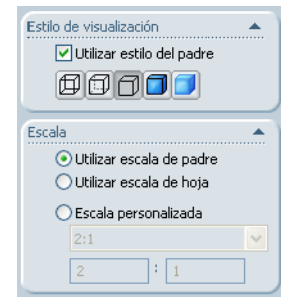 Estilo de visualización
Utilizar estilo del padre
Escala
Utilizar escala de padre
Utilizar escala de hoja
Escala personalizada
2:1
2 : 1